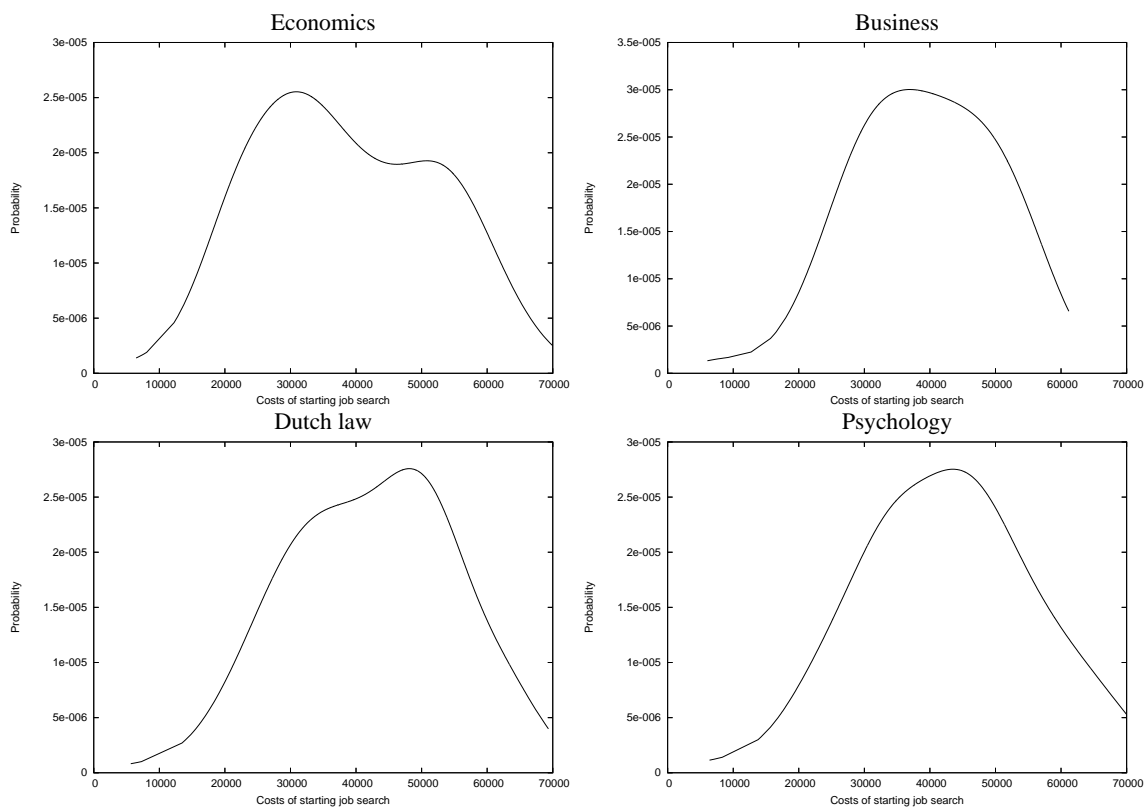 Economics
3e-005
2.5e-005
2e-005
1.5e-005
1e-005
5e-006
0
0 10000 20000 30000 40000 50000 60000 70000
Probability
Costs of starting job search
Business
3.5e-005
3e-005
2.5e-005
2e-005
1.5e-005
1e-005
5e-006
0
0 10000 20000 30000 40000 50000 60000 70000
Probability
Costs of starting job search
Dutch law
3e-005
2.5e-005
2e-005
1.5e-005
1e-005
5e-006
0
0 10000 20000 30000 40000 50000 60000 70000
Probability
Costs of starting job search
Psychology
3e-005
2.5e-005
2e-005
1.5e-005
1e-005
5e-006
0
0 10000 20000 30000 40000 50000 60000 70000
Probability
Costs of starting job search